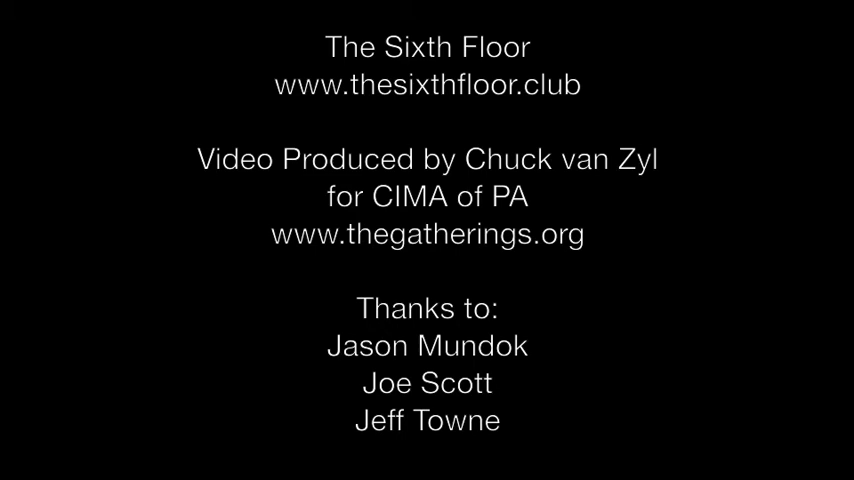 The Sixth Floor
www.thesixthfloor.club
Video Produced by Chuck van Zyl
for CIMA of PA
www.thegatherings.org
Thanks to:
Jason Mundok
Joe Scott
Jeff Towne